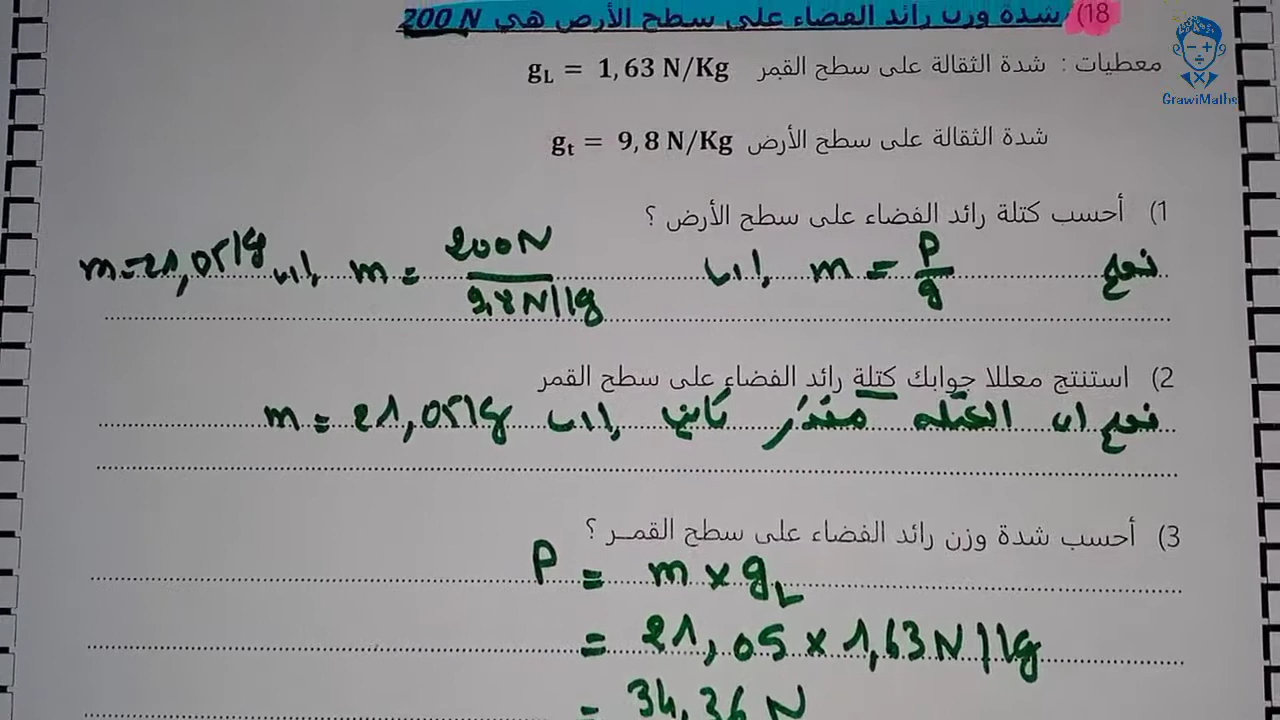 18) شدة وزن رائد الفضاء على سطح الأرض هي 200 N
GrawiMaths
معطيات : شدة الثقالة على سطح القمر gL = 1,63 N/Kg
شدة الثقالة على سطح الأرض gt = 9,8 N/Kg
1) أحسب كتلة رائد الفضاء على سطح الأرض ؟
نعلم m = P/g إذن m = 200N / 9,8N/kg إذن m=21,05kg
2) استنتج معللا جوابك كتلة رائد الفضاء على سطح القمر
نعلم ان الكتلة مقدار ثابت إذن m = 21,05kg
3) أحسب شدة وزن رائد الفضاء على سطح القمــر ؟
P = m × gL
= 21,05 × 1,63 N/kg
= 34,36 N